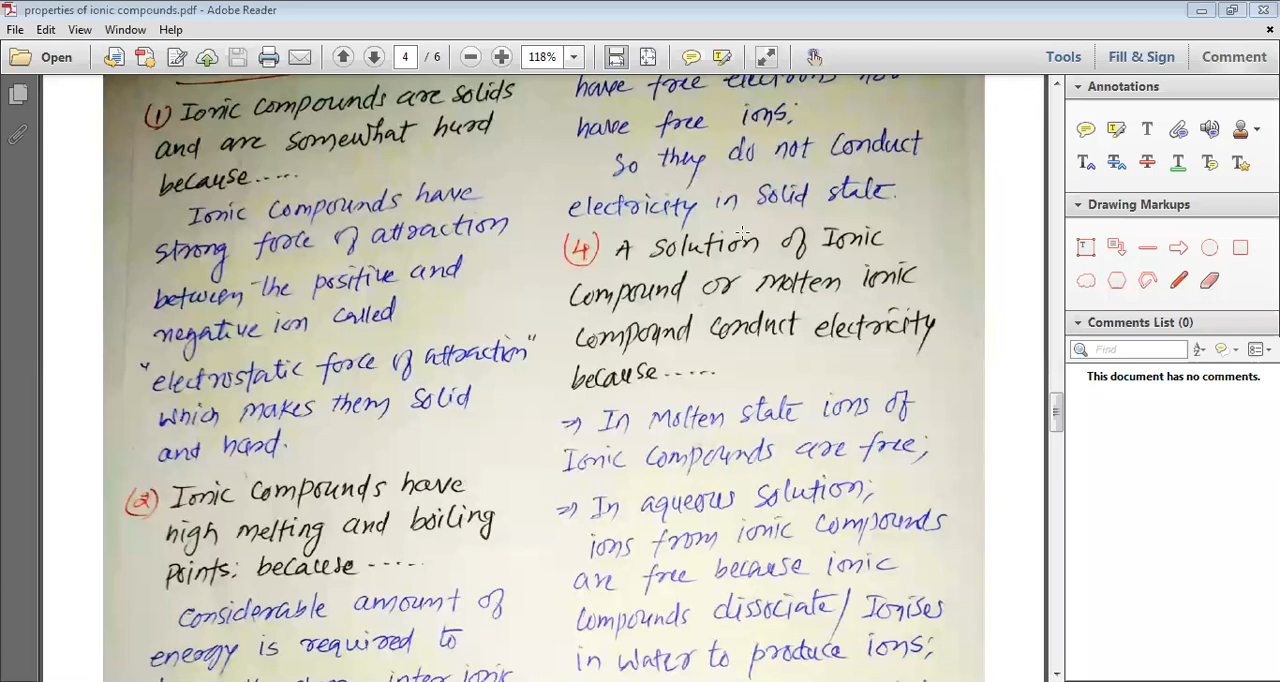 properties of ionic compounds.pdf - Adobe Reader
File Edit View Window Help
Open 4 / 6 118% Tools Fill & Sign Comment
(1) Ionic compounds are solids
and are somewhat hard
because.....
Ionic compounds have
strong force of attraction
between the positive and
negative ion called
"electrostatic force of attraction"
which makes them solid
and hard.
(2) Ionic compounds have
high melting and boiling
points: because .....
considerable amount of
energy is required to
inter ionic
have free electrons nor
have free ions;
So they do not conduct
electricity in solid state.
(4) A solution of Ionic
compound or molten ionic
compound conduct electricity
because.....
⇒ In Molten state ions of
Ionic compounds are free;
⇒ In aqueous solution;
ions from ionic compounds
are free because ionic
compounds dissociate/Ionises
in water to produce ions;
Annotations
Drawing Markups
Comments List (0)
Find
This document has no comments.